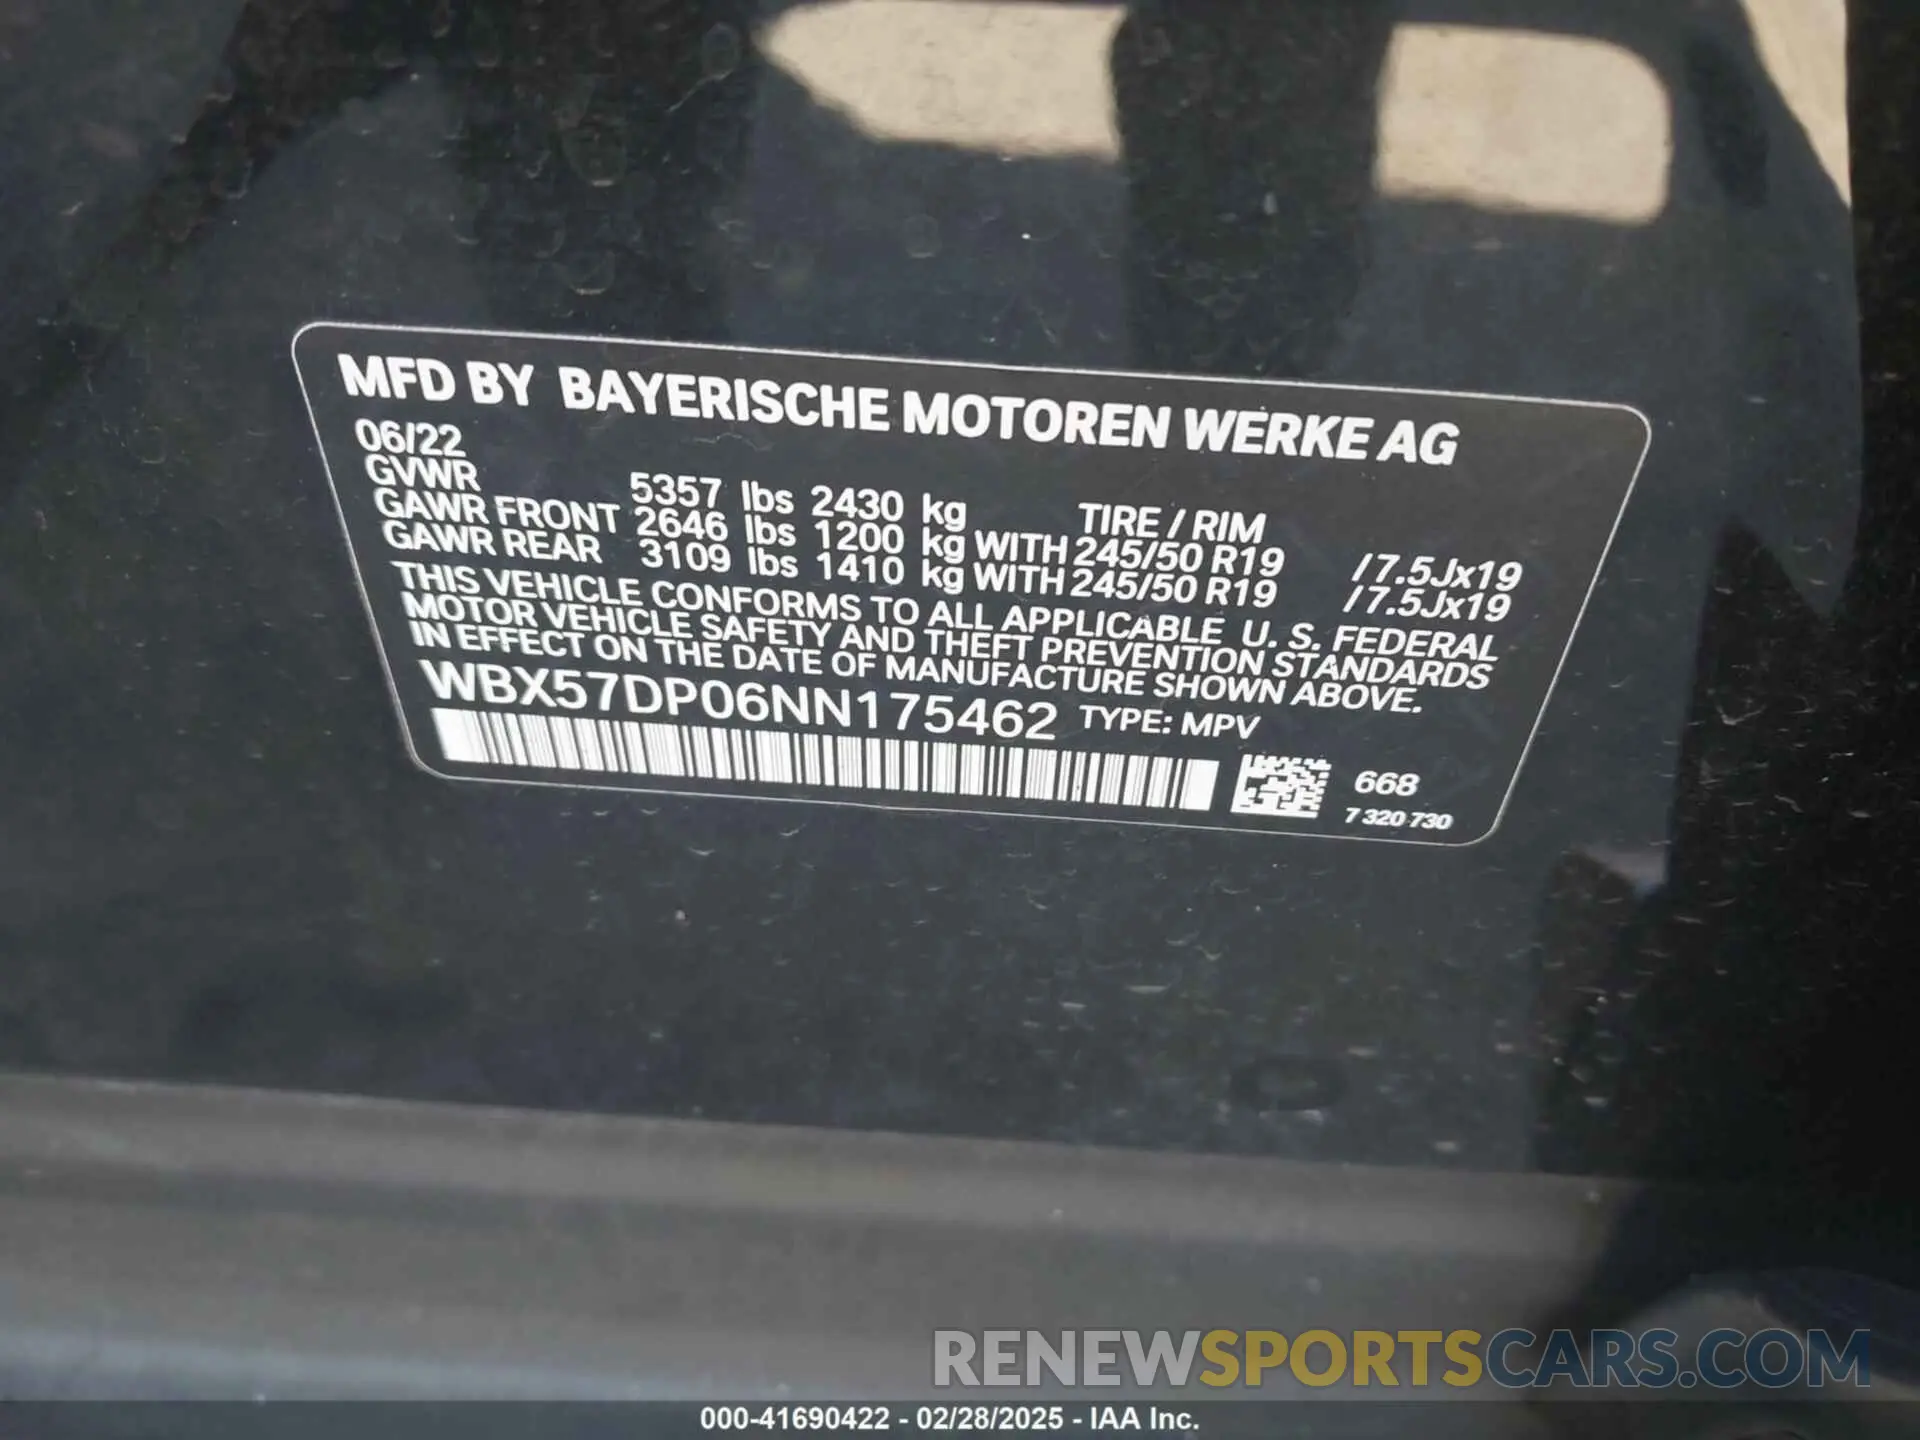 MFD BY BAYERISCHE MOTOREN WERKE AG
06/22
GVWR 5357 lbs 2430 kg TIRE / RIM
GAWR FRONT 2646 lbs 1200 kg WITH 245/50 R19 / 7.5Jx19
GAWR REAR 3109 lbs 1410 kg WITH 245/50 R19 / 7.5Jx19
THIS VEHICLE CONFORMS TO ALL APPLICABLE U. S. FEDERAL
MOTOR VEHICLE SAFETY AND THEFT PREVENTION STANDARDS
IN EFFECT ON THE DATE OF MANUFACTURE SHOWN ABOVE.
WBX57DP06NN175462 TYPE: MPV
668
7 320 730
RENEWSPORTSCARS.COM
000-41690422 - 02/28/2025 - IAA Inc.